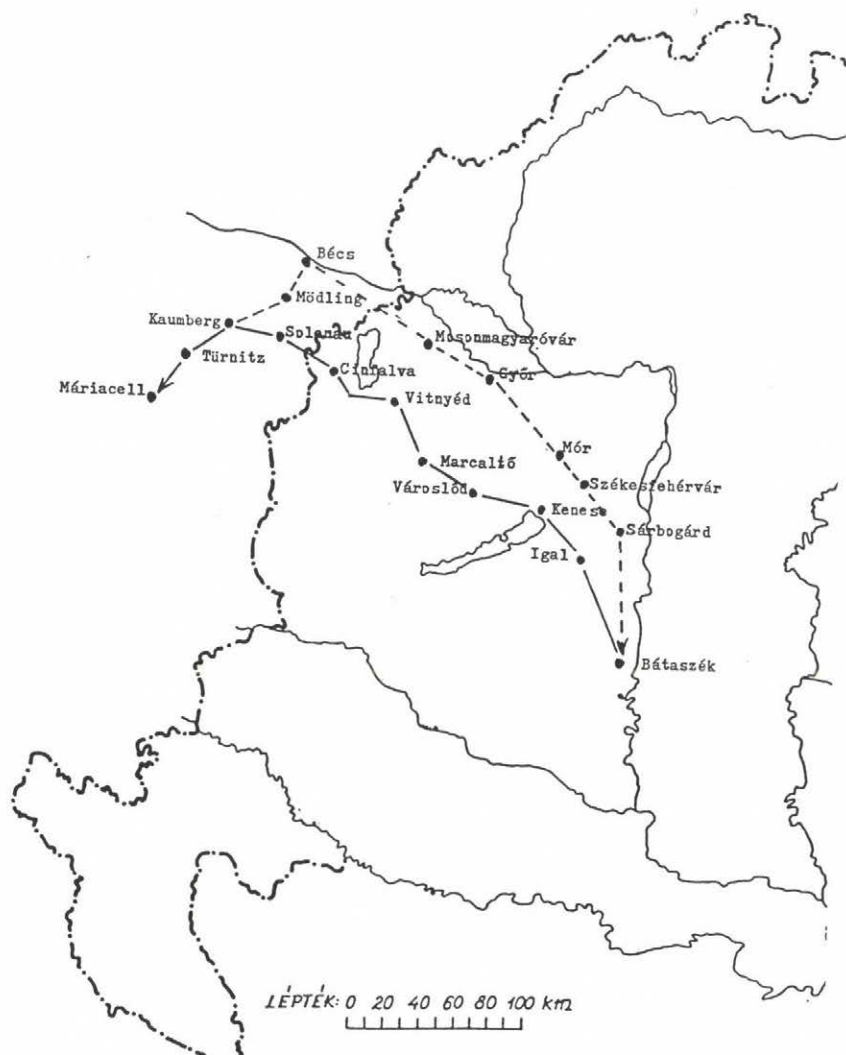 Bécs
Mödling
Kaumberg
Solenau
Mosonmagyaróvár
Türnitz
Cinfalva
Győr
Máriacell
Vitnyéd
Mór
Marcaltő
Székesfehérvár
Városlőd
Kenese
Sárbogárd
Igal
Bátaszék
LÉPTÉK: 0 20 40 60 80 100 km